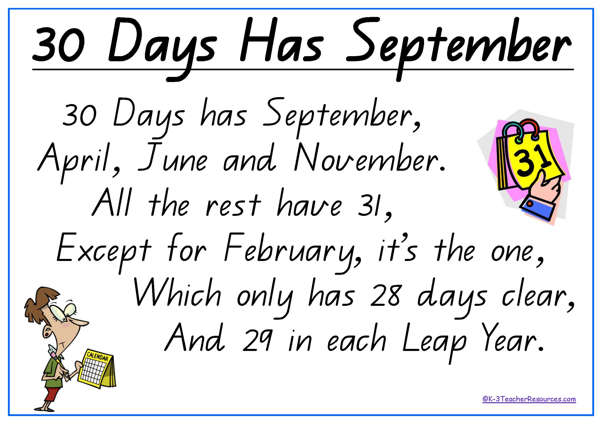 30 Days Has September
30 Days has September,
April, June and November.
31
All the rest have 31,
Except for February, it's the one,
Which only has 28 days clear,
And 29 in each Leap Year.
CALENDAR
©K-3TeacherResources.com